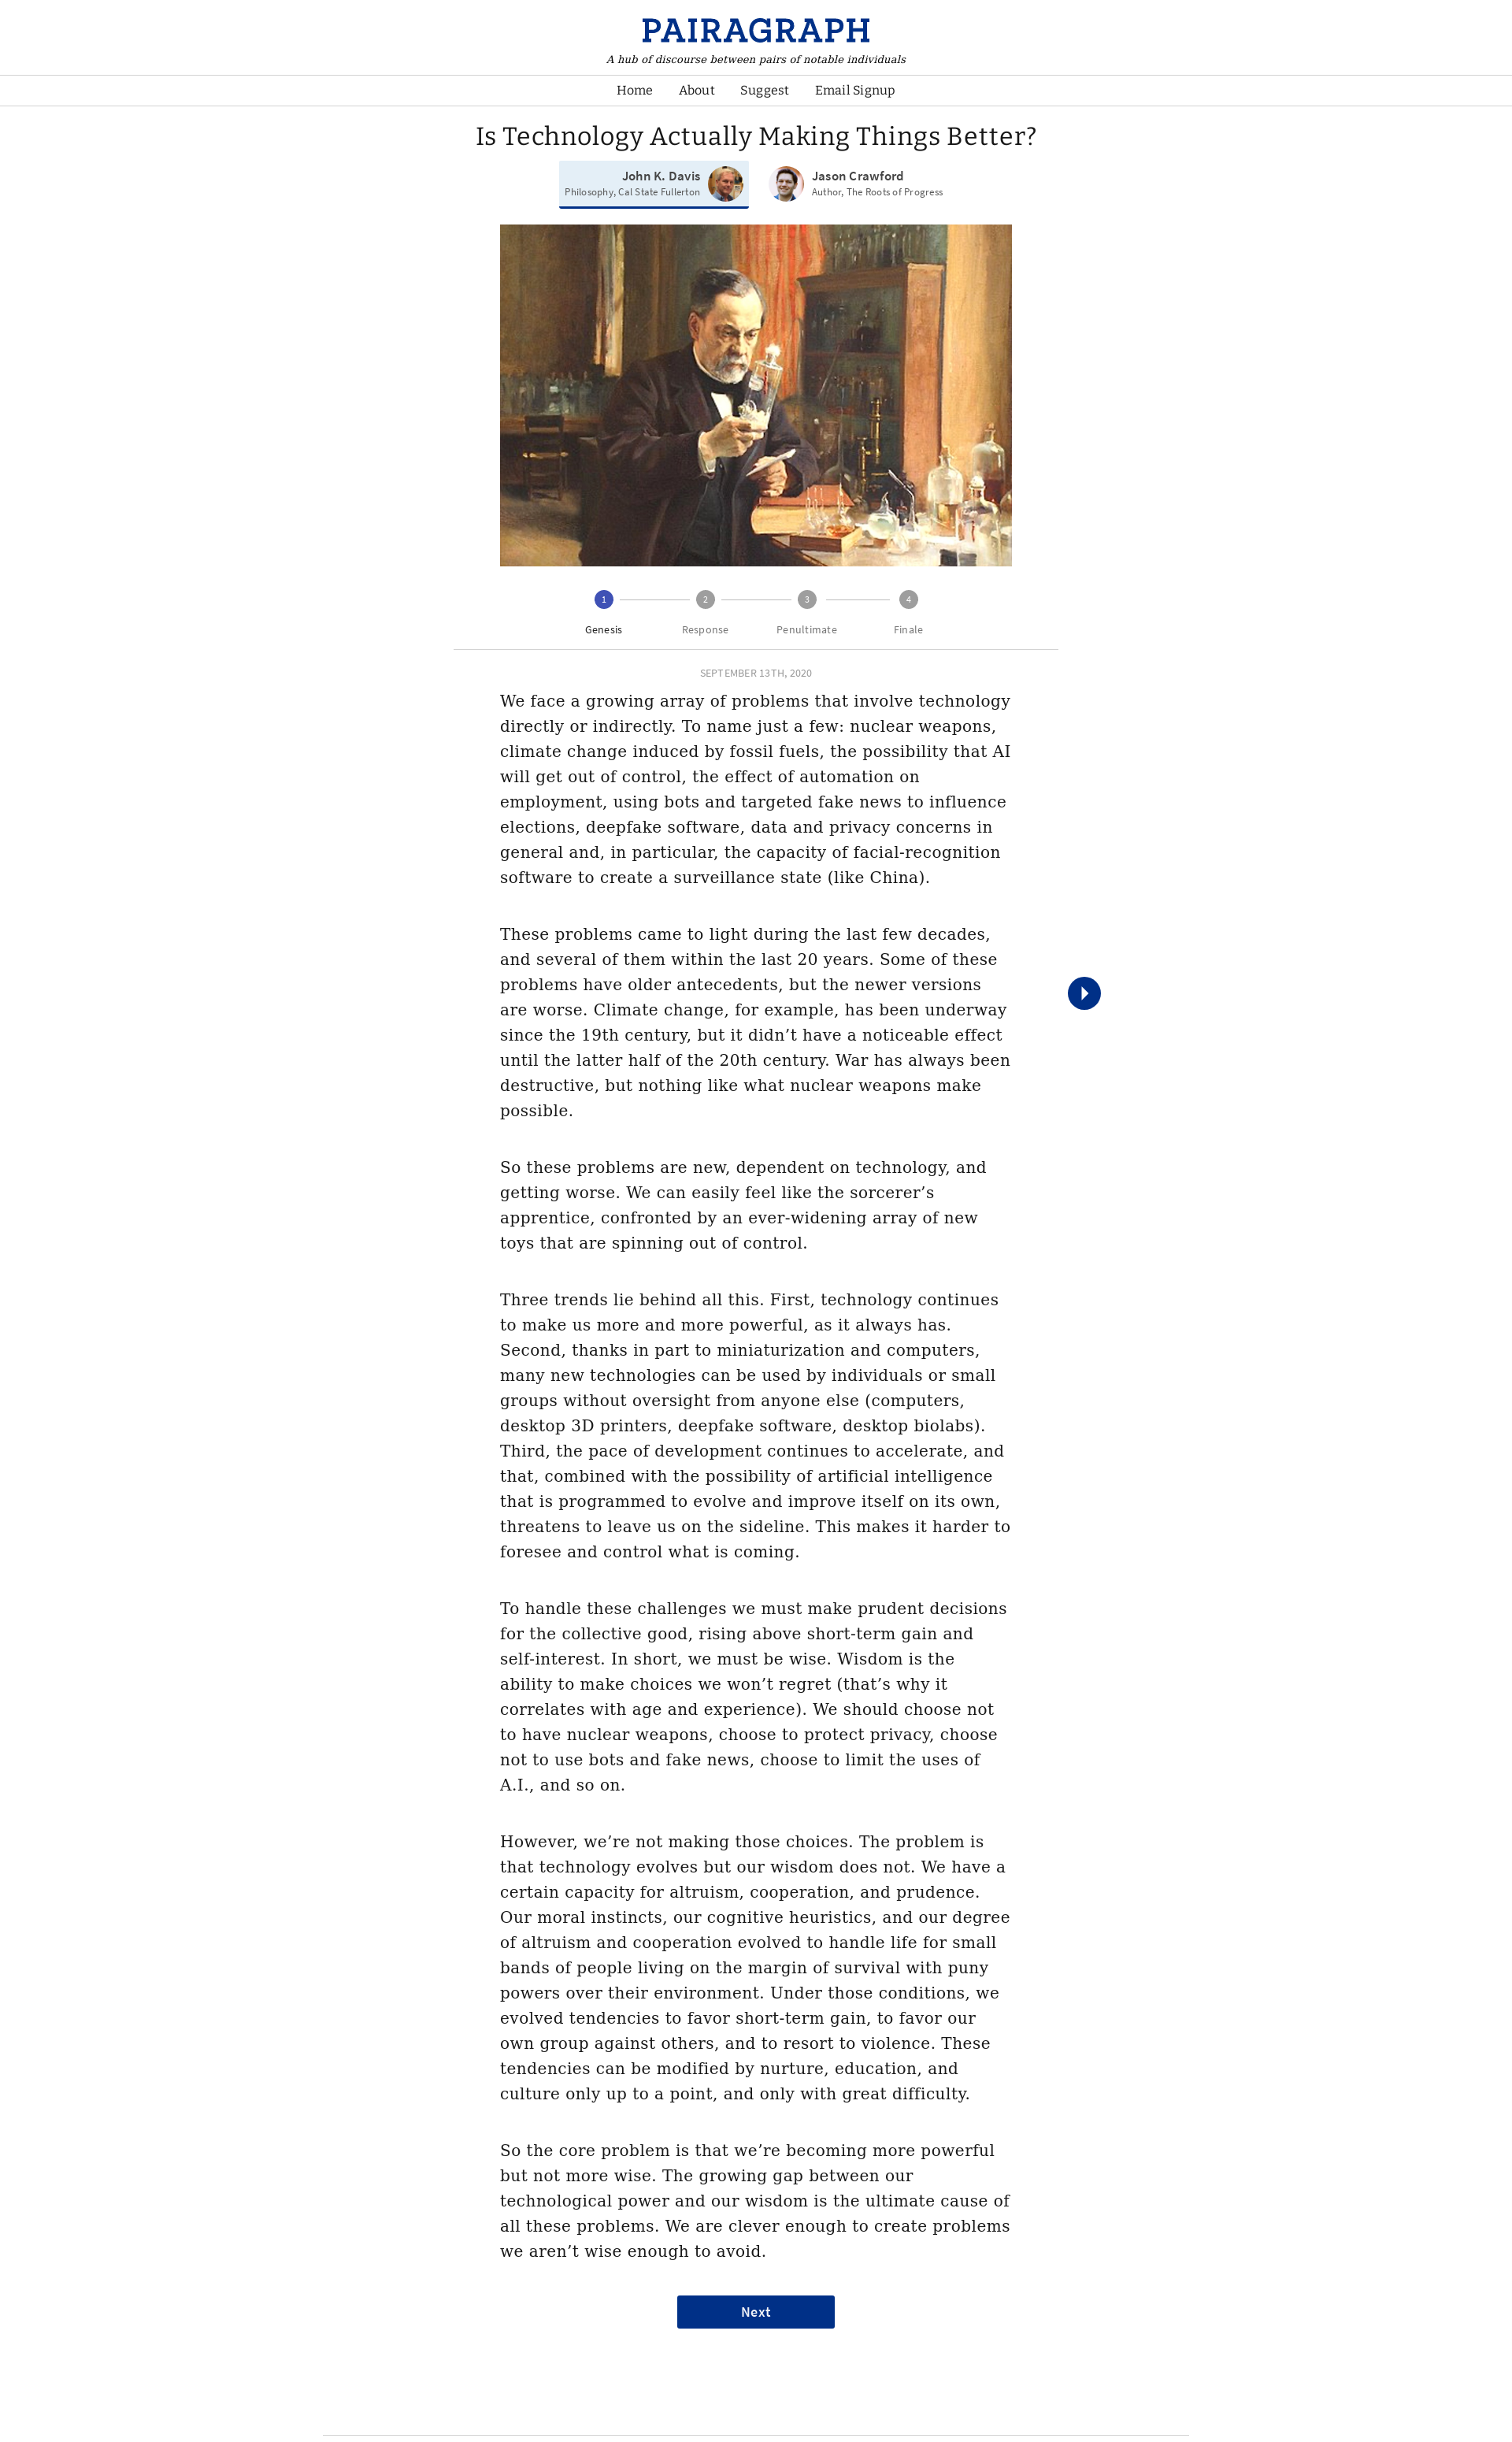 PAIRAGRAPH
A hub of discourse between pairs of notable individuals
Home About Suggest Email Signup
Is Technology Actually Making Things Better?
John K. Davis
Philosophy, Cal State Fullerton
Jason Crawford
Author, The Roots of Progress
1 2 3 4
Genesis Response Penultimate Finale
SEPTEMBER 13TH, 2020
We face a growing array of problems that involve technology
directly or indirectly. To name just a few: nuclear weapons,
climate change induced by fossil fuels, the possibility that AI
will get out of control, the effect of automation on
employment, using bots and targeted fake news to influence
elections, deepfake software, data and privacy concerns in
general and, in particular, the capacity of facial-recognition
software to create a surveillance state (like China).
These problems came to light during the last few decades,
and several of them within the last 20 years. Some of these
problems have older antecedents, but the newer versions
are worse. Climate change, for example, has been underway
since the 19th century, but it didn’t have a noticeable effect
until the latter half of the 20th century. War has always been
destructive, but nothing like what nuclear weapons make
possible.
So these problems are new, dependent on technology, and
getting worse. We can easily feel like the sorcerer’s
apprentice, confronted by an ever-widening array of new
toys that are spinning out of control.
Three trends lie behind all this. First, technology continues
to make us more and more powerful, as it always has.
Second, thanks in part to miniaturization and computers,
many new technologies can be used by individuals or small
groups without oversight from anyone else (computers,
desktop 3D printers, deepfake software, desktop biolabs).
Third, the pace of development continues to accelerate, and
that, combined with the possibility of artificial intelligence
that is programmed to evolve and improve itself on its own,
threatens to leave us on the sideline. This makes it harder to
foresee and control what is coming.
To handle these challenges we must make prudent decisions
for the collective good, rising above short-term gain and
self-interest. In short, we must be wise. Wisdom is the
ability to make choices we won’t regret (that’s why it
correlates with age and experience). We should choose not
to have nuclear weapons, choose to protect privacy, choose
not to use bots and fake news, choose to limit the uses of
A.I., and so on.
However, we’re not making those choices. The problem is
that technology evolves but our wisdom does not. We have a
certain capacity for altruism, cooperation, and prudence.
Our moral instincts, our cognitive heuristics, and our degree
of altruism and cooperation evolved to handle life for small
bands of people living on the margin of survival with puny
powers over their environment. Under those conditions, we
evolved tendencies to favor short-term gain, to favor our
own group against others, and to resort to violence. These
tendencies can be modified by nurture, education, and
culture only up to a point, and only with great difficulty.
So the core problem is that we’re becoming more powerful
but not more wise. The growing gap between our
technological power and our wisdom is the ultimate cause of
all these problems. We are clever enough to create problems
we aren’t wise enough to avoid.
Next